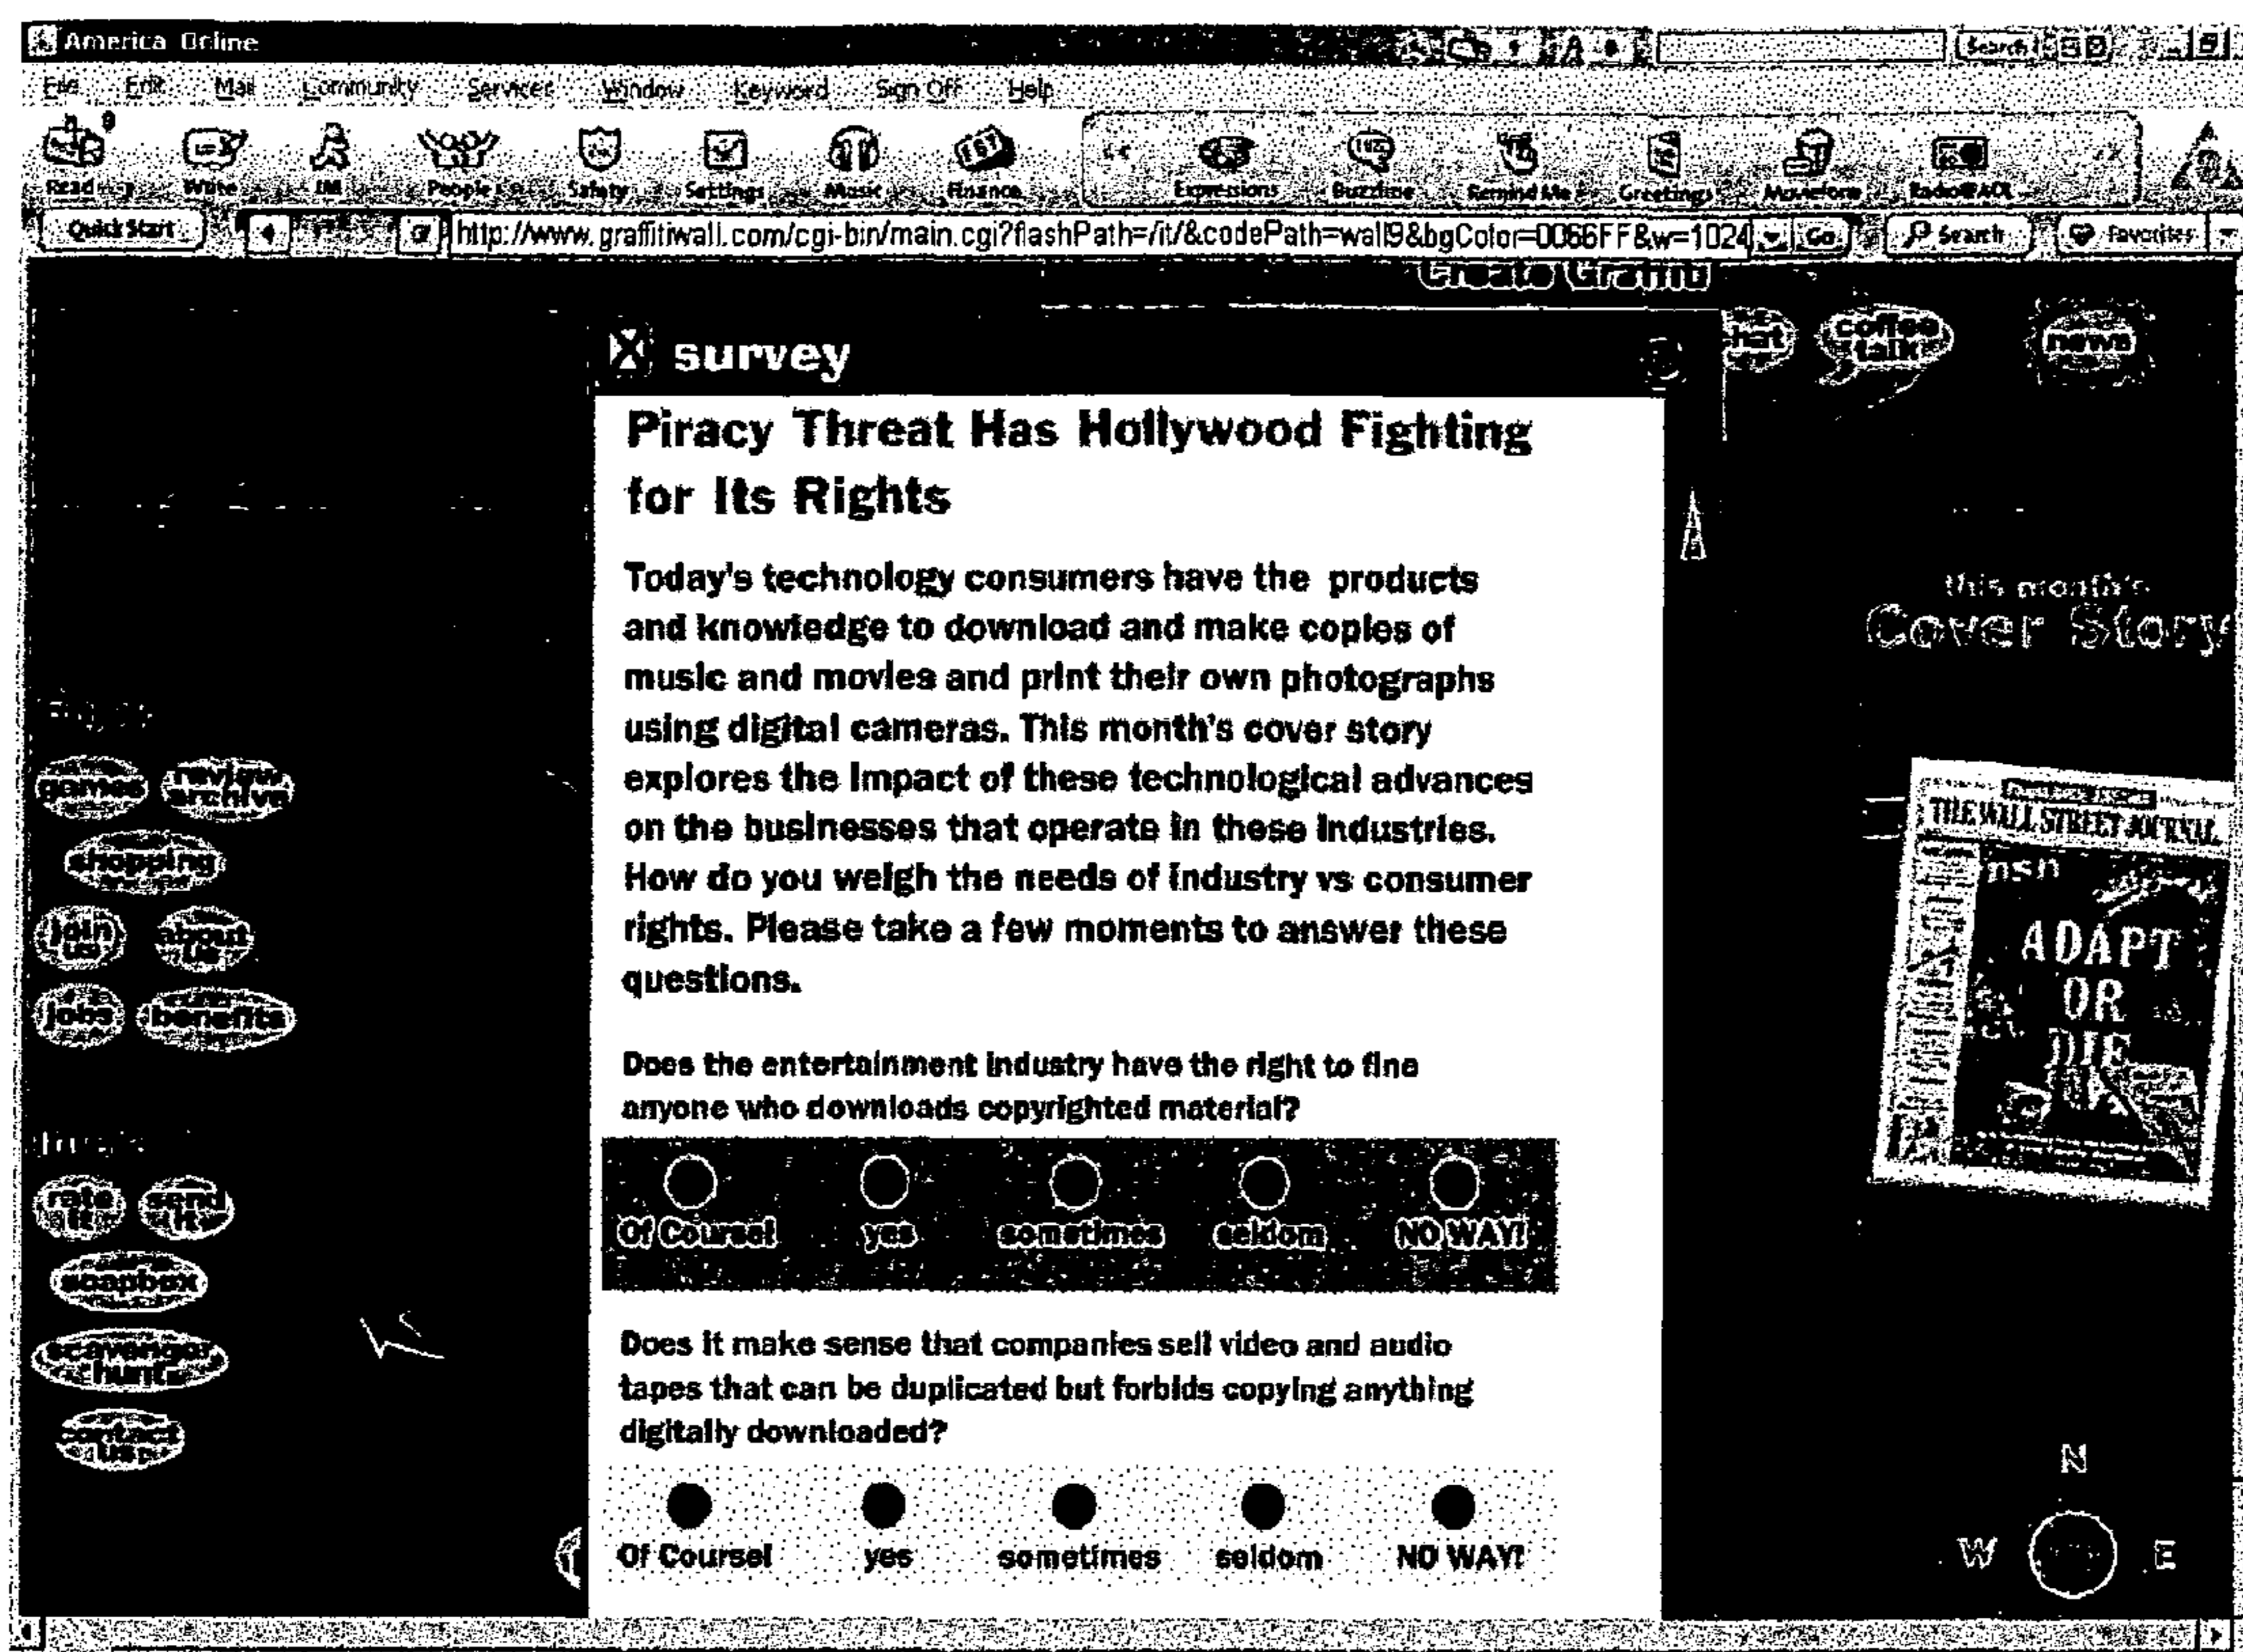 America Online
Search
File Edit Mail Community Services Window Keyword Sign Off Help
Read Write IM People Safety Settings Music Finance Expressions Buzzline Remind Me Greetings Moviefone
Quick Start http://www.graffitiwall.com/cgi-bin/main.cgi?flashPath=/it/&codePath=wall9&bgColor=0066FF&w=1024 Go Search Favorites
Create Graffiti
X survey
chat coffee talk news
Piracy Threat Has Hollywood Fighting
for Its Rights
Today's technology consumers have the products
and knowledge to download and make copies of
music and movies and print their own photographs
using digital cameras. This month's cover story
explores the impact of these technological advances
on the businesses that operate in these industries.
How do you weigh the needs of industry vs consumer
rights. Please take a few moments to answer these
questions.
Does the entertainment industry have the right to fine
anyone who downloads copyrighted material?
Of Course! yes sometimes seldom NO WAY!
Does it make sense that companies sell video and audio
tapes that can be duplicated but forbids copying anything
digitally downloaded?
Of Course! yes sometimes seldom NO WAY!
games review archive
shopping
join us about us
jobs benefits
rate it send it
soapbox
scavenger hunt
contact us
this month's
Cover Story
THE WALL STREET JOURNAL
nsn
ADAPT
OR
DIE
N
W E